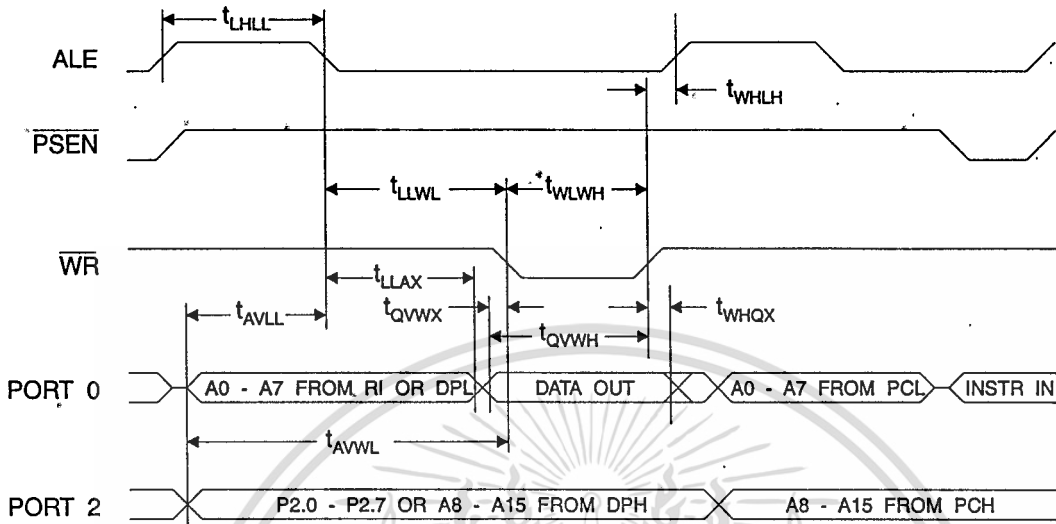 tLHLL
ALE
tWHLH
PSEN
tLLWL
tWLWH
WR
tLLAX
tAVLL
tQVWX
tWHQX
tQVWH
PORT 0
A0 - A7 FROM RI OR DPL
DATA OUT
A0 - A7 FROM PCL
INSTR IN
tAVWL
PORT 2
P2.0 - P2.7 OR A8 - A15 FROM DPH
A8 - A15 FROM PCH